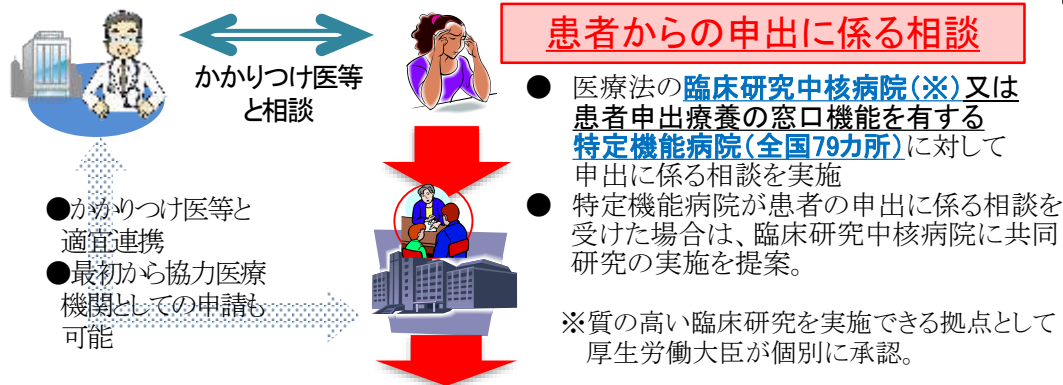 患者からの申出に係る相談
かかりつけ医等
と相談
● 医療法の臨床研究中核病院(※)又は
患者申出療養の窓口機能を有する
特定機能病院(全国79カ所)に対して
申出に係る相談を実施
● 特定機能病院が患者の申出に係る相談を
受けた場合は、臨床研究中核病院に共同
研究の実施を提案。
※質の高い臨床研究を実施できる拠点として
厚生労働大臣が個別に承認。
●かかりつけ医等と
適宜連携
●最初から協力医療
機関としての申請も
可能